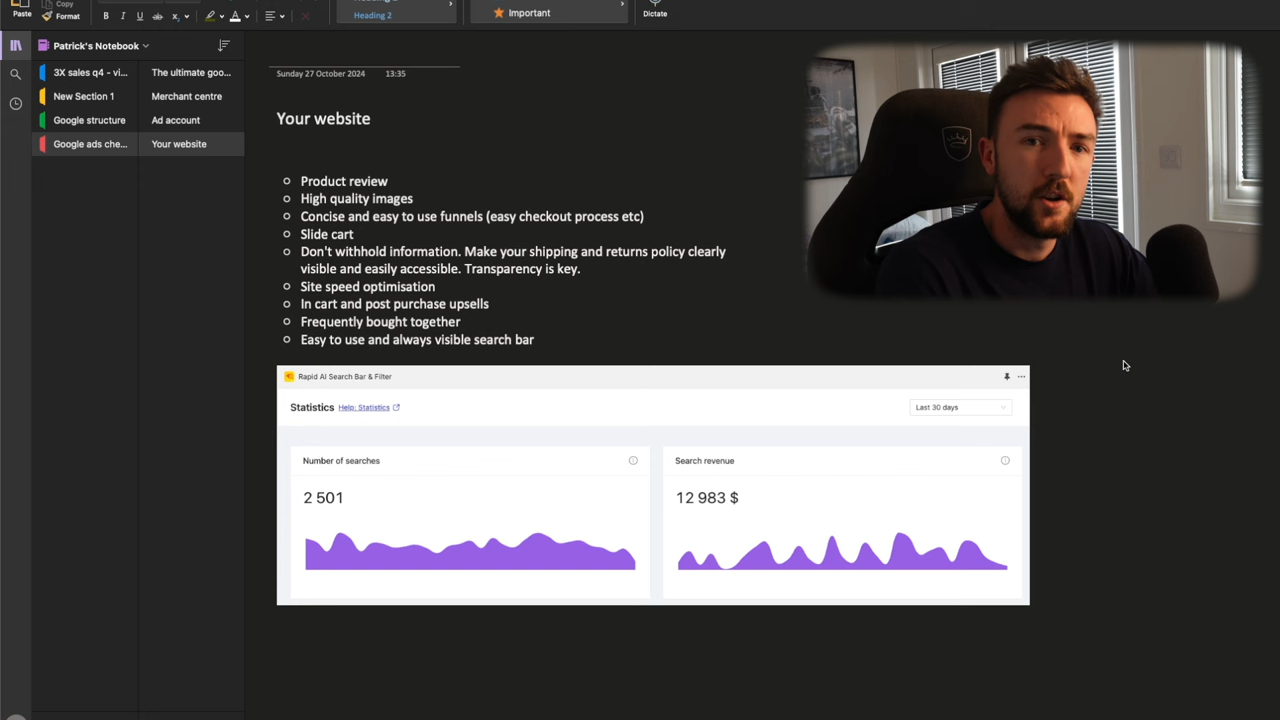 Paste
Copy
Format
B I U ab x A
Heading 2
Important
Dictate
Patrick's Notebook
3X sales q4 - vi...
The ultimate goo...
New Section 1
Merchant centre
Google structure
Ad account
Google ads che...
Your website
Sunday 27 October 2024 13:35
Your website
Product review
High quality images
Concise and easy to use funnels (easy checkout process etc)
Slide cart
Don't withhold information. Make your shipping and returns policy clearly
visible and easily accessible. Transparency is key.
Site speed optimisation
In cart and post purchase upsells
Frequently bought together
Easy to use and always visible search bar
Rapid AI Search Bar & Filter
Statistics Help: Statistics
Last 30 days
Number of searches
2 501
Search revenue
12 983 $